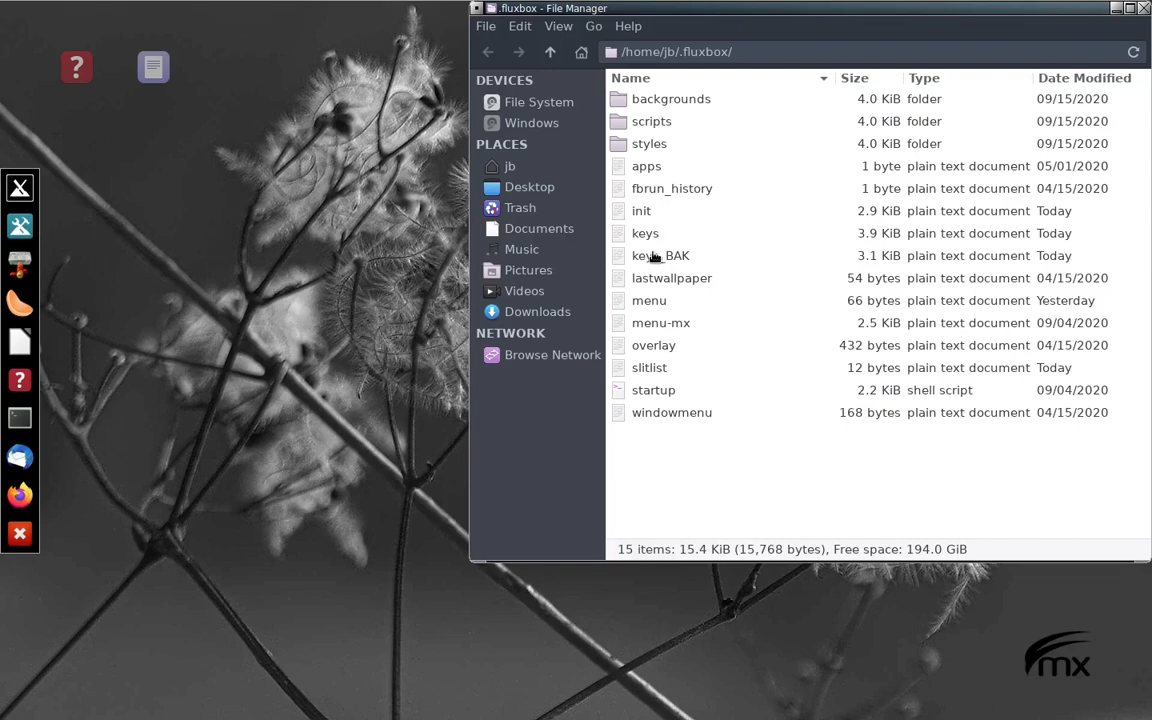 .fluxbox - File Manager
File Edit View Go Help
/home/jb/.fluxbox/
DEVICES
File System
Windows
PLACES
jb
Desktop
Trash
Documents
Music
Pictures
Videos
Downloads
NETWORK
Browse Network
Name Size Type Date Modified
backgrounds 4.0 KiB folder 09/15/2020
scripts 4.0 KiB folder 09/15/2020
styles 4.0 KiB folder 09/15/2020
apps 1 byte plain text document 05/01/2020
fbrun_history 1 byte plain text document 04/15/2020
init 2.9 KiB plain text document Today
keys 3.9 KiB plain text document Today
BAK 3.1 KiB plain text document Today
lastwallpaper 54 bytes plain text document 04/15/2020
menu 66 bytes plain text document Yesterday
menu-mx 2.5 KiB plain text document 09/04/2020
overlay 432 bytes plain text document 04/15/2020
slitlist 12 bytes plain text document Today
startup 2.2 KiB shell script 09/04/2020
windowmenu 168 bytes plain text document 04/15/2020
15 items: 15.4 KiB (15,768 bytes), Free space: 194.0 GiB
? 
?
mx